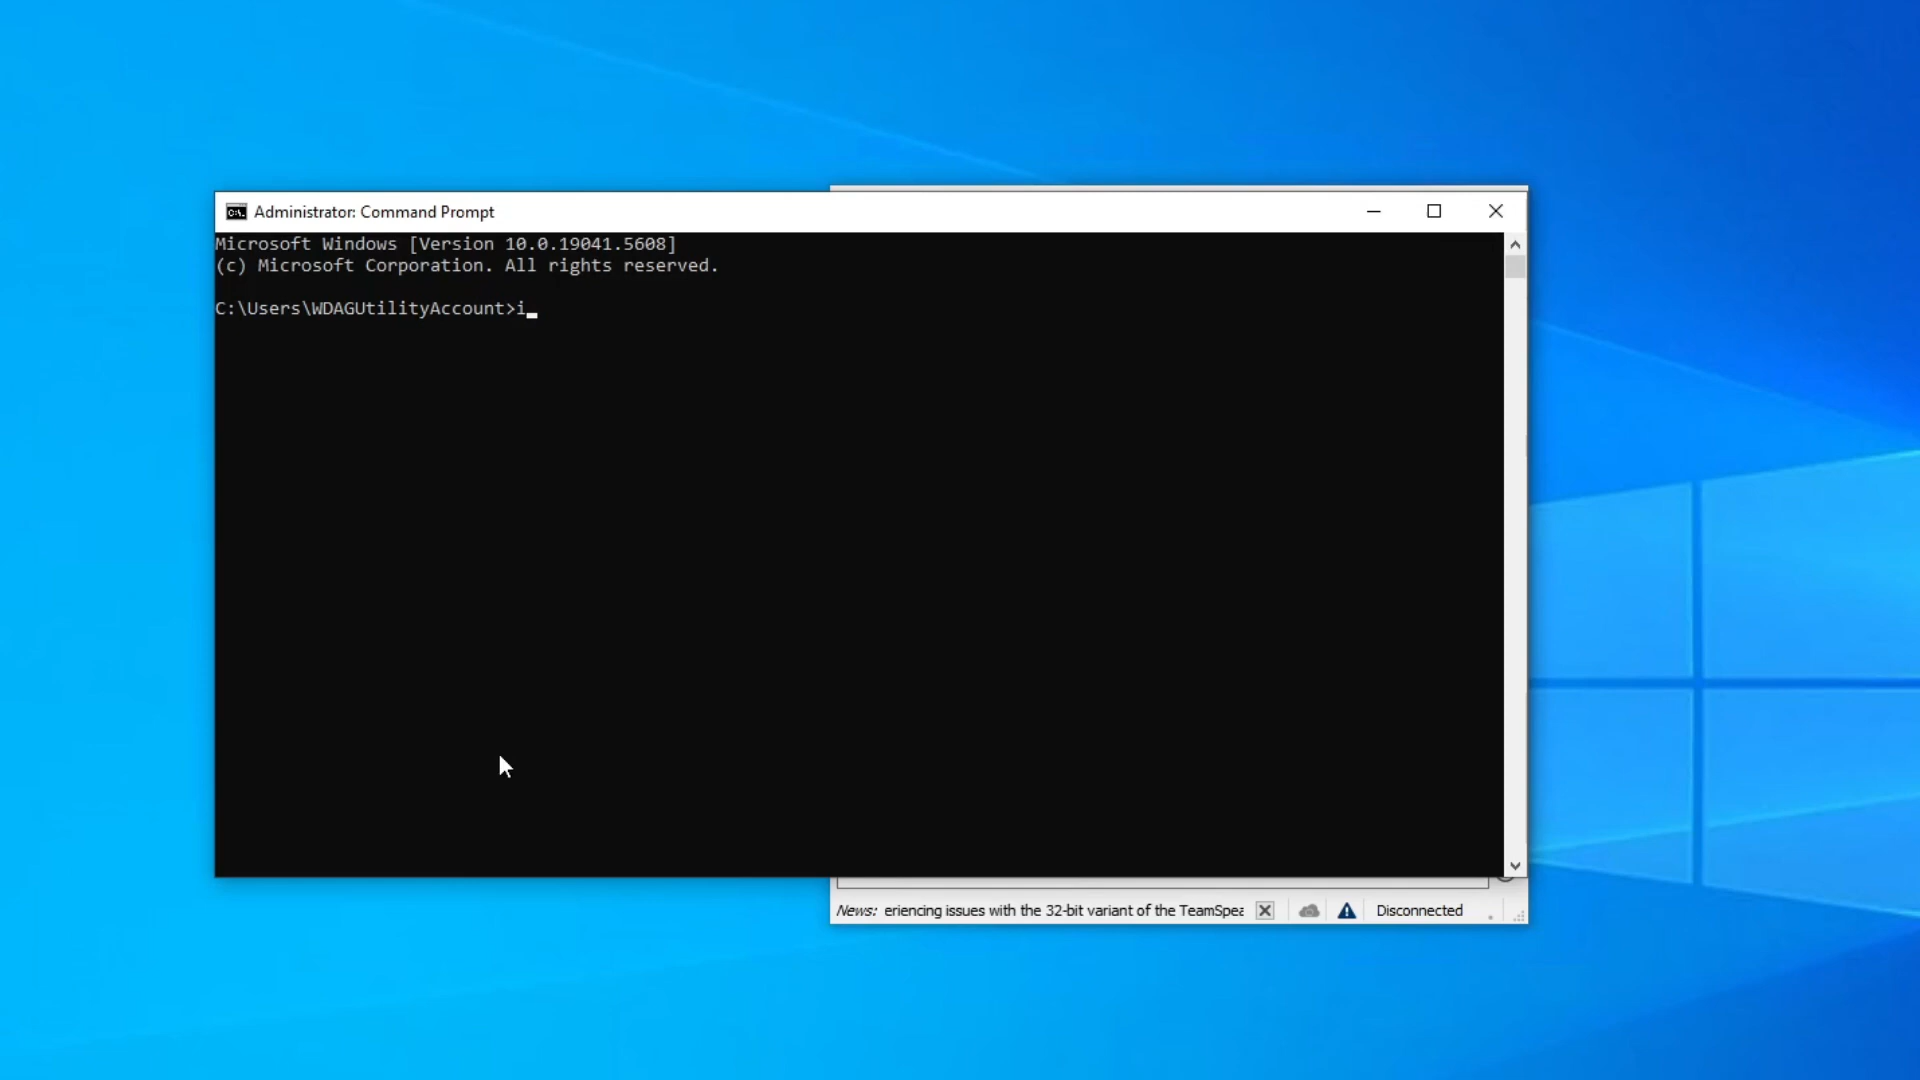 Administrator: Command Prompt
Microsoft Windows [Version 10.0.19041.5608]
(c) Microsoft Corporation. All rights reserved.
C:\Users\WDAGUtilityAccount>i
News: eriencing issues with the 32-bit variant of the TeamSpea
Disconnected